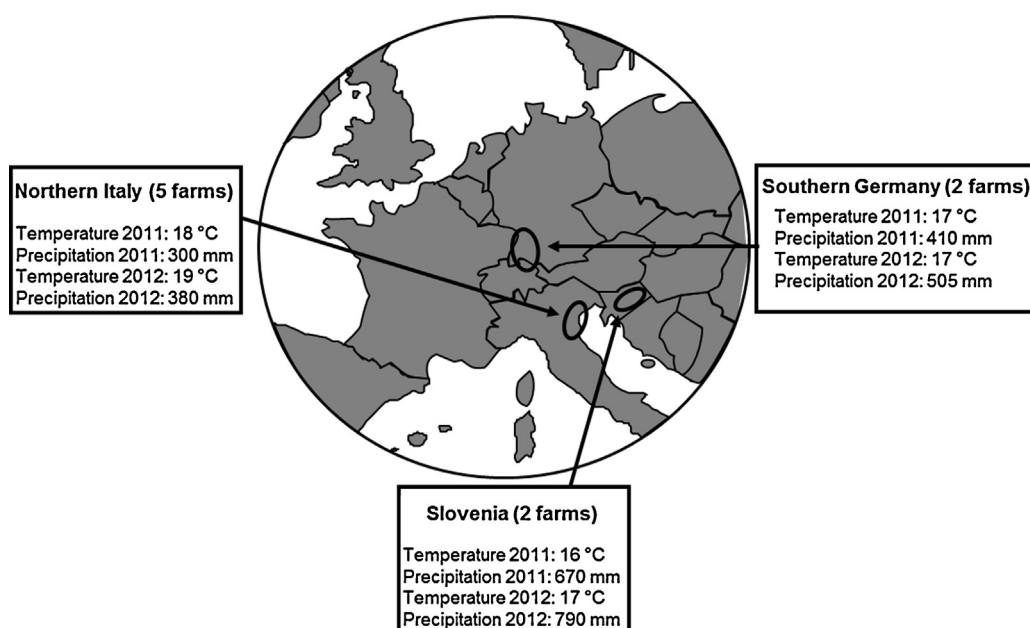 Northern Italy (5 farms)
Temperature 2011: 18 °C
Precipitation 2011: 300 mm
Temperature 2012: 19 °C
Precipitation 2012: 380 mm
Southern Germany (2 farms)
Temperature 2011: 17 °C
Precipitation 2011: 410 mm
Temperature 2012: 17 °C
Precipitation 2012: 505 mm
Slovenia (2 farms)
Temperature 2011: 16 °C
Precipitation 2011: 670 mm
Temperature 2012: 17 °C
Precipitation 2012: 790 mm